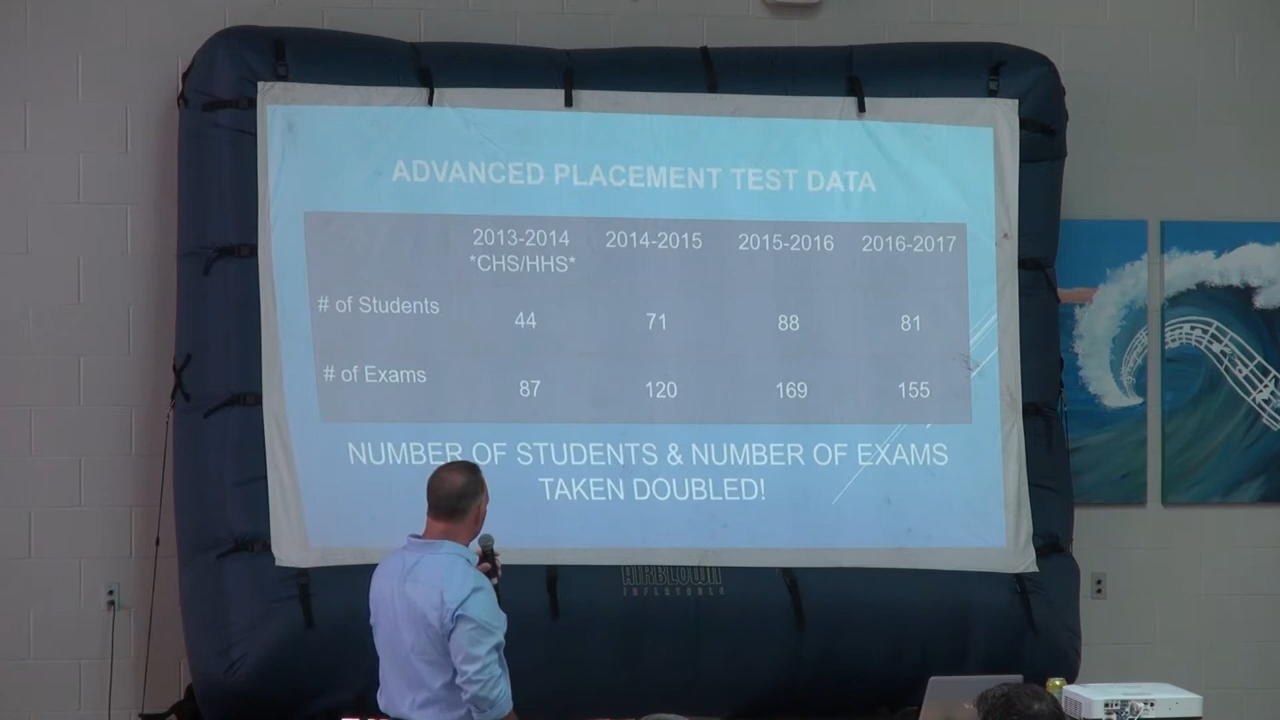 ADVANCED PLACEMENT TEST DATA
2013-2014 2014-2015 2015-2016 2016-2017
*CHS/HHS*
# of Students 44 71 88 81
# of Exams 87 120 169 155
NUMBER OF STUDENTS & NUMBER OF EXAMS
TAKEN DOUBLED!
AIRBLOWN
INFLATABLE